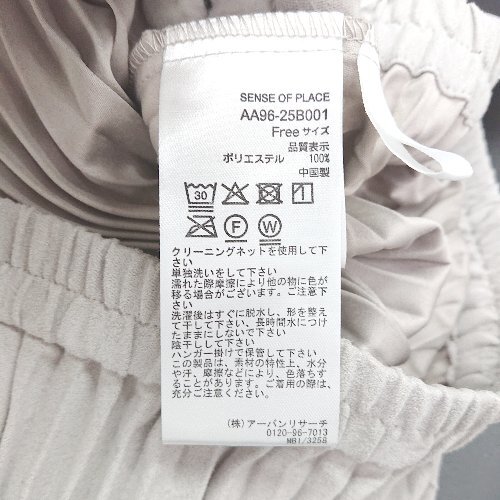 SENSE OF PLACE
AA96-25B001
Free サイズ
品質表示
ポリエステル 100%
中国製
30
F W
クリーニングネットを使用して下
さい
単独洗いをして下さい
濡れた際摩擦により他の物に色が
移る場合がございます。ご注意下
さい
洗濯後はすぐに脱水し、形を整え
て干して下さい、長時間水につけ
たままにしないで下さい
陰干しして下さい
ハンガー掛けで保管して下さい
この製品は、素材の特性上、水分
や汗、摩擦などにより、色落ちす
ることがあります。ご着用の際は、
充分ご注意ください。
(株) アーバンリサーチ
0120-96-7013
MB1/3258